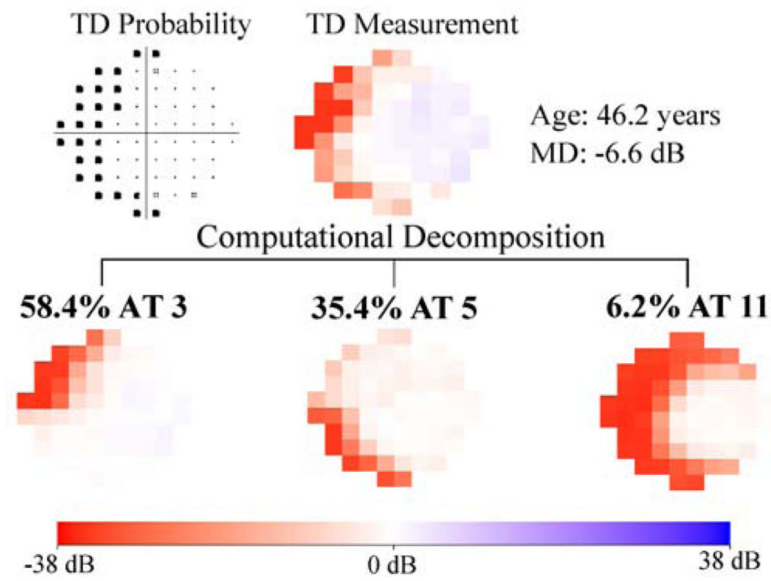 TD Probability TD Measurement
Age: 46.2 years
MD: -6.6 dB
Computational Decomposition
58.4% AT 3 35.4% AT 5 6.2% AT 11
-38 dB 0 dB 38 dB